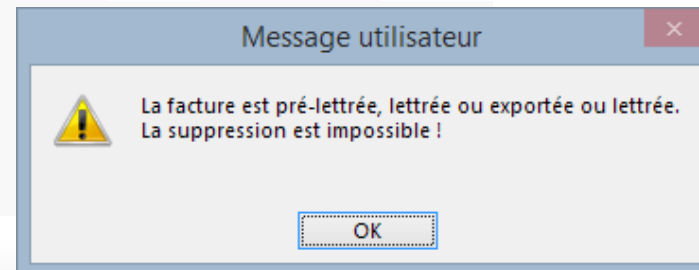 Message utilisateur
La facture est pré-lettrée, lettrée ou exportée ou lettrée.
La suppression est impossible !
OK